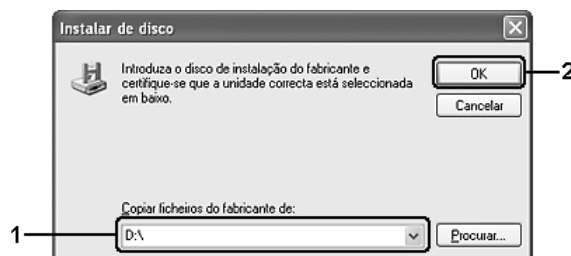 Instalar de disco
Introduza o disco de instalação do fabricante e
certifique-se que a unidade correcta está seleccionada
em baixo.
OK
2
Cancelar
Copiar ficheiros do fabricante de:
1
D:\
Procurar...